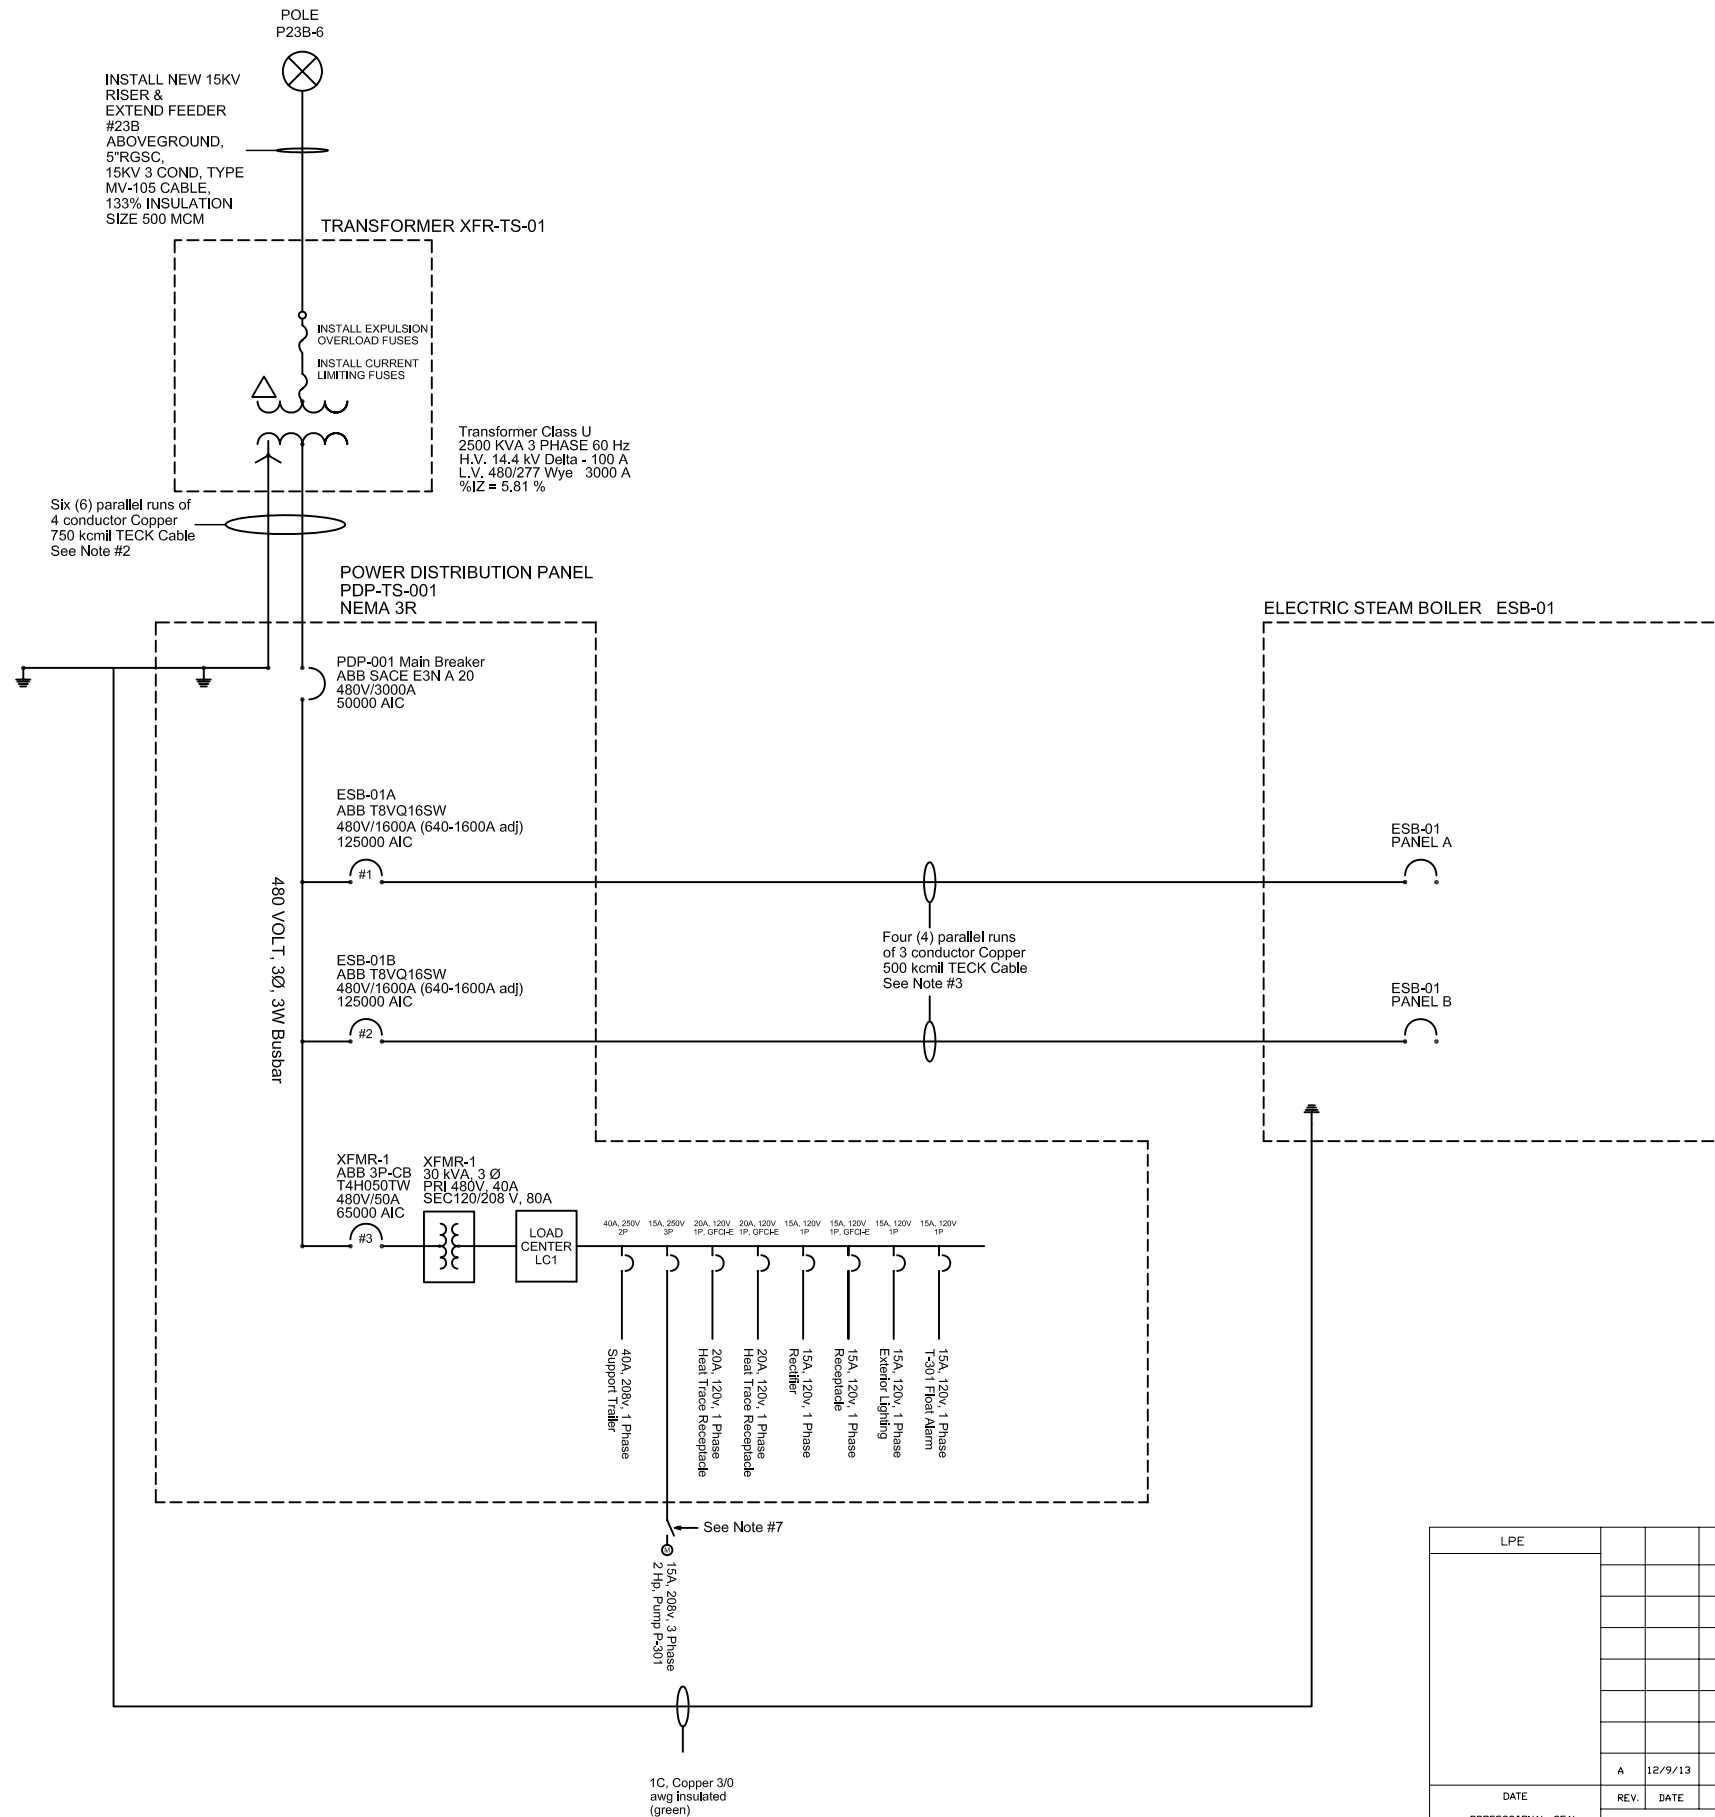 POLE
P23B-6
INSTALL NEW 15KV
RISER &
EXTEND FEEDER
#23B
ABOVEGROUND,
5"RGSC,
15KV 3 COND, TYPE
MV-105 CABLE,
133% INSULATION
SIZE 500 MCM
TRANSFORMER XFR-TS-01
INSTALL EXPULSION
OVERLOAD FUSES
INSTALL CURRENT
LIMITING FUSES
Transformer Class U
2500 KVA 3 PHASE 60 Hz
H.V. 14.4 kV Delta - 100 A
L.V. 480/277 Wye 3000 A
%IZ = 5.81 %
Six (6) parallel runs of
4 conductor Copper
750 kcmil TECK Cable
See Note #2
POWER DISTRIBUTION PANEL
PDP-TS-001
NEMA 3R
ELECTRIC STEAM BOILER ESB-01
PDP-001 Main Breaker
ABB SACE E3N A 20
480V/3000A
50000 AIC
ESB-01A
ABB T8VQ16SW
480V/1600A (640-1600A adj)
125000 AIC
#1
ESB-01
PANEL A
480 VOLT, 3Ø, 3W Busbar
Four (4) parallel runs
of 3 conductor Copper
500 kcmil TECK Cable
See Note #3
ESB-01B
ABB T8VQ16SW
480V/1600A (640-1600A adj)
125000 AIC
#2
ESB-01
PANEL B
XFMR-1
ABB 3P-CB
T4H050TW
480V/50A
65000 AIC
#3
XFMR-1
30 kVA, 3 Ø
PRI 480V, 40A
SEC120/208 V, 80A
LOAD
CENTER
LC1
40A, 250V
2P
15A, 250V
3P
20A, 120V
1P, GFCI-E
20A, 120V
1P, GFCI-E
15A, 120V
1P
15A, 120V
1P, GFCI-E
15A, 120V
1P
15A, 120V
1P
40A, 208v, 1 Phase
Support Trailer
20A, 120v, 1 Phase
Heat Trace Receptacle
20A, 120v, 1 Phase
Heat Trace Receptacle
15A, 120v, 1 Phase
Rectifier
15A, 120v, 1 Phase
Receptacle
15A, 120v, 1 Phase
Exterior Lighting
15A, 120v, 1 Phase
T-301 Float Alarm
See Note #7
M
15A, 208v, 3 Phase
2 Hp, Pump P-301
1C, Copper 3/0
awg insulated
(green)
LPE
A 12/9/13
DATE REV. DATE